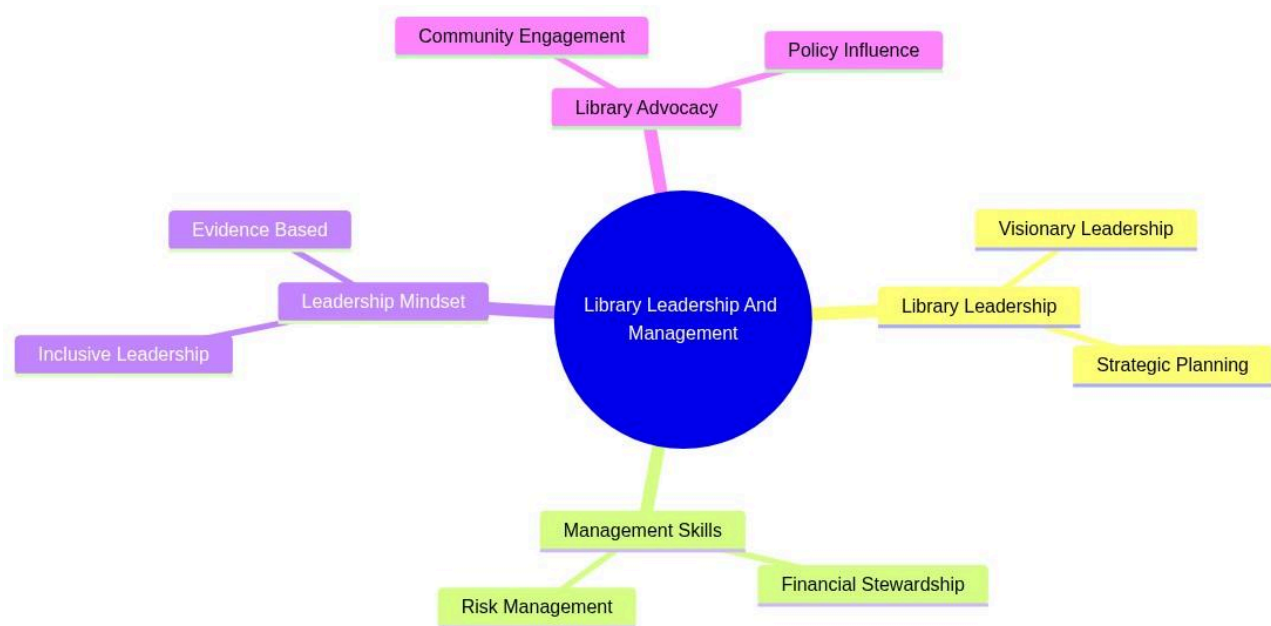 Community Engagement
Policy Influence
Library Advocacy
Evidence Based
Visionary Leadership
Leadership Mindset
Library Leadership And
Management
Library Leadership
Inclusive Leadership
Strategic Planning
Management Skills
Financial Stewardship
Risk Management